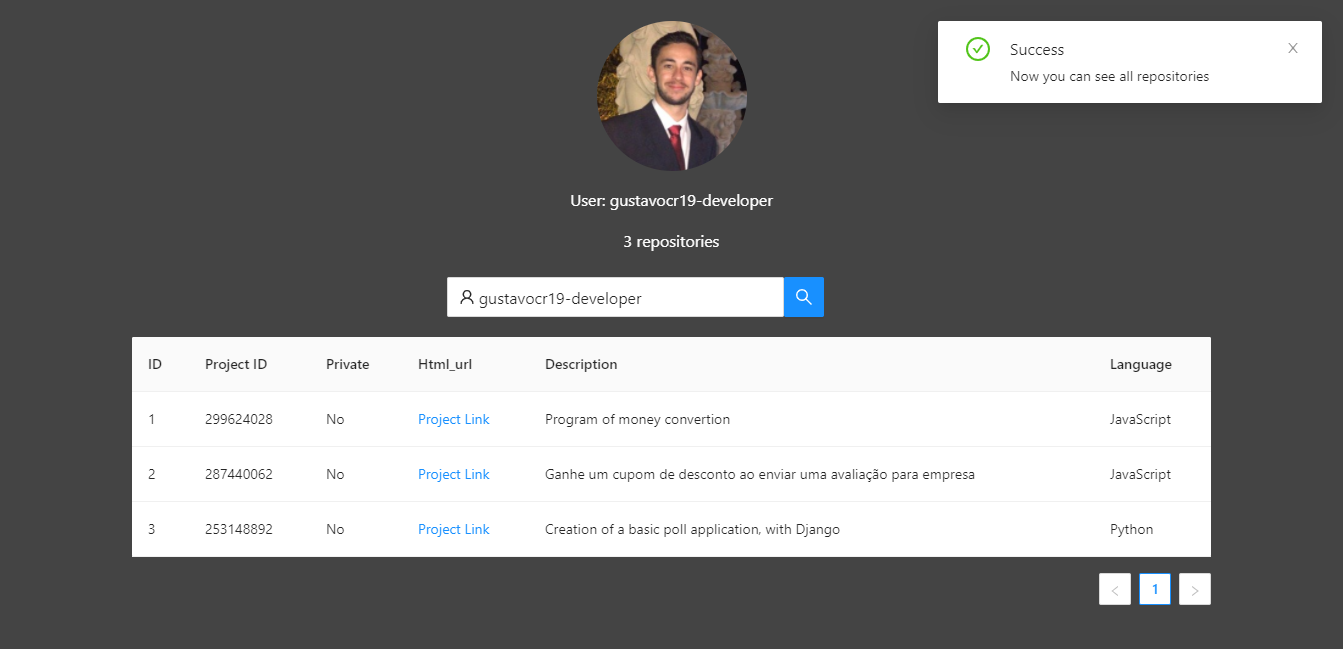 Success
Now you can see all repositories
User: gustavocr19-developer
3 repositories
gustavocr19-developer
ID Project ID Private Html_url Description Language
1 299624028 No Project Link Program of money convertion JavaScript
2 287440062 No Project Link Ganhe um cupom de desconto ao enviar uma avaliação para empresa JavaScript
3 253148892 No Project Link Creation of a basic poll application, with Django Python
1